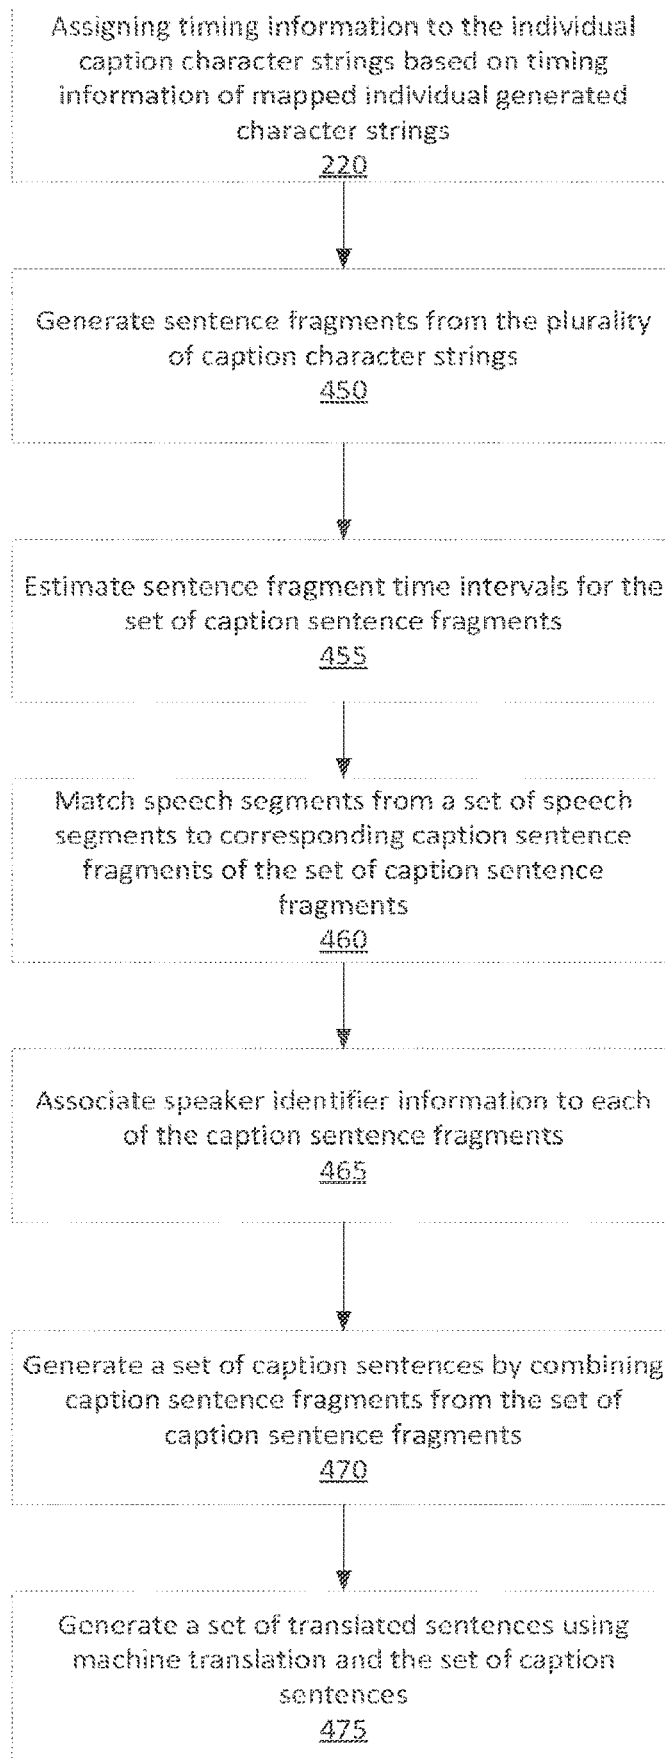 Assigning timing information to the individual
caption character strings based on timing
information of mapped individual generated
character strings
220
Generate sentence fragments from the plurality
of caption character strings
450
Estimate sentence fragment time intervals for the
set of caption sentence fragments
455
Match speech segments from a set of speech
segments to corresponding caption sentence
fragments of the set of caption sentence
fragments
460
Associate speaker identifier information to each
of the caption sentence fragments
465
Generate a set of caption sentences by combining
caption sentence fragments from the set of
caption sentence fragments
470
Generate a set of translated sentences using
machine translation and the set of caption
sentences
475